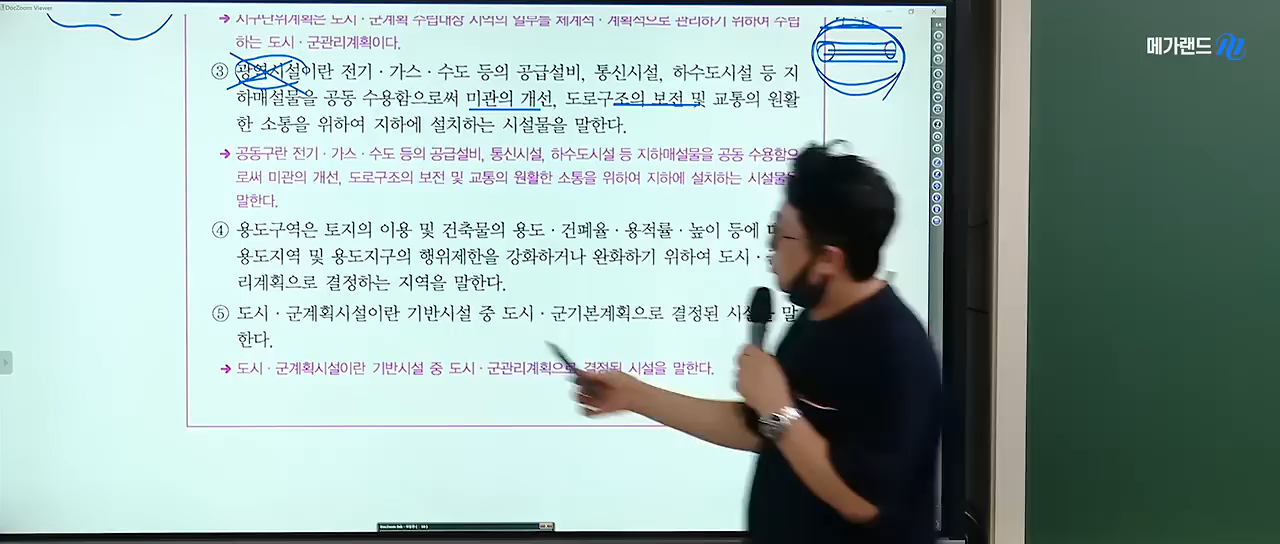 DocZoom Viewer
➔ 지구단위계획은 도시 · 군계획 수립대상 지역의 일부를 체계적 · 계획적으로 관리하기 위하여 수립
하는 도시 · 군관리계획이다.
메가랜드
③ 광역시설이란 전기 · 가스 · 수도 등의 공급설비, 통신시설, 하수도시설 등 지
하매설물을 공동 수용함으로써 미관의 개선, 도로구조의 보전 및 교통의 원활
한 소통을 위하여 지하에 설치하는 시설물을 말한다.
➔ 공동구란 전기 · 가스 · 수도 등의 공급설비, 통신시설, 하수도시설 등 지하매설물을 공동 수용함으
로써 미관의 개선, 도로구조의 보전 및 교통의 원활한 소통을 위하여 지하에 설치하는 시설물을
말한다.
④ 용도구역은 토지의 이용 및 건축물의 용도 · 건폐율 · 용적률 · 높이 등에
용도지역 및 용도지구의 행위제한을 강화하거나 완화하기 위하여 도시 ·
리계획으로 결정하는 지역을 말한다.
⑤ 도시 · 군계획시설이란 기반시설 중 도시 · 군기본계획으로 결정된 시설을 말
한다.
➔ 도시 · 군계획시설이란 기반시설 중 도시 · 군관리계획으로 결정된 시설을 말한다.